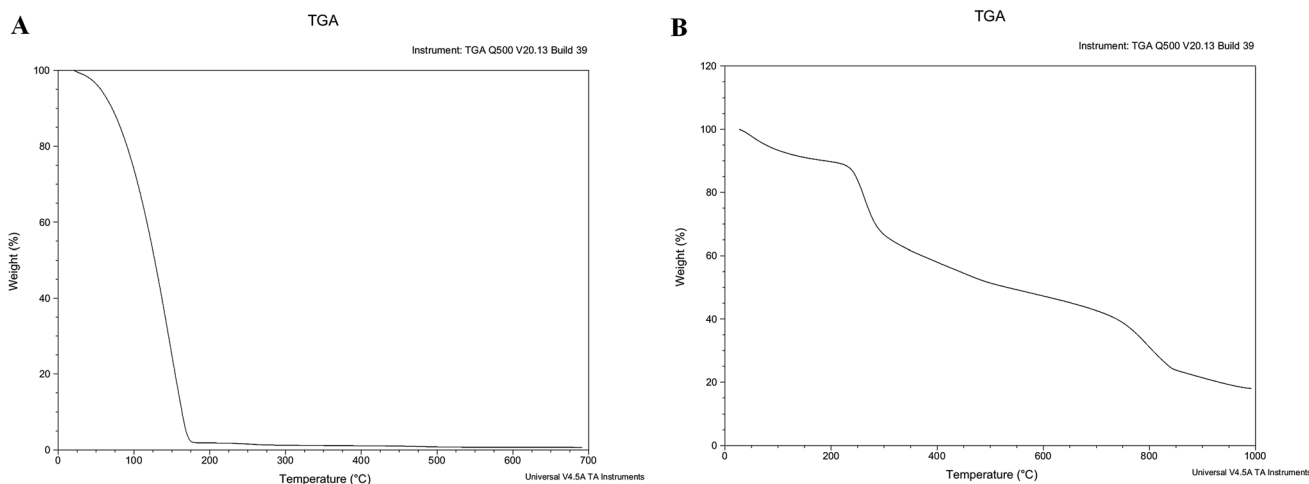 A
TGA
Instrument: TGA Q500 V20.13 Build 39
100
80
60
40
20
0
Weight (%)
0 100 200 300 400 500 600 700
Temperature (°C)
Universal V4.5A TA Instruments
B
TGA
Instrument: TGA Q500 V20.13 Build 39
120
100
80
60
40
20
0
Weight (%)
0 200 400 600 800 1000
Temperature (°C)
Universal V4.5A TA Instruments